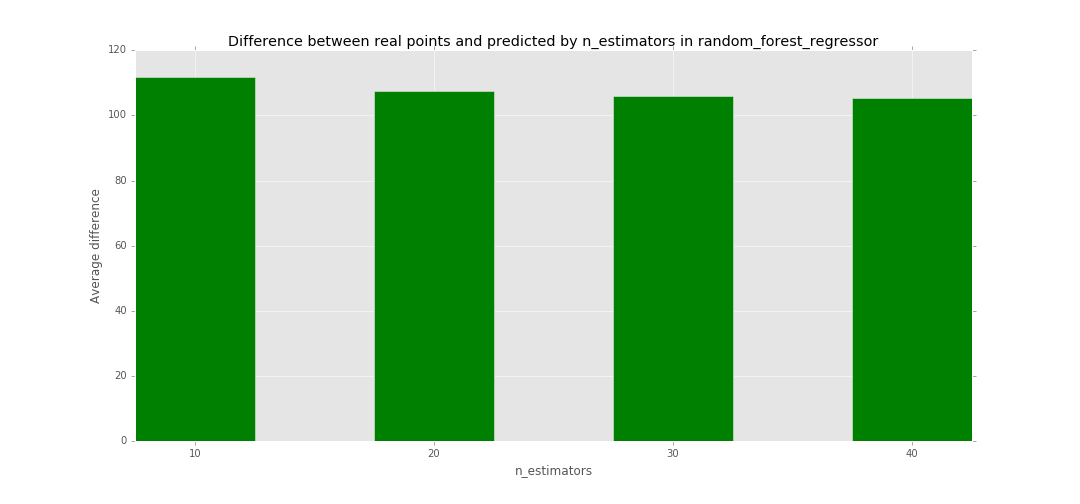 Difference between real points and predicted by n_estimators in random_forest_regressor
120
100
80
60
40
20
0
Average difference
10 20 30 40
n_estimators